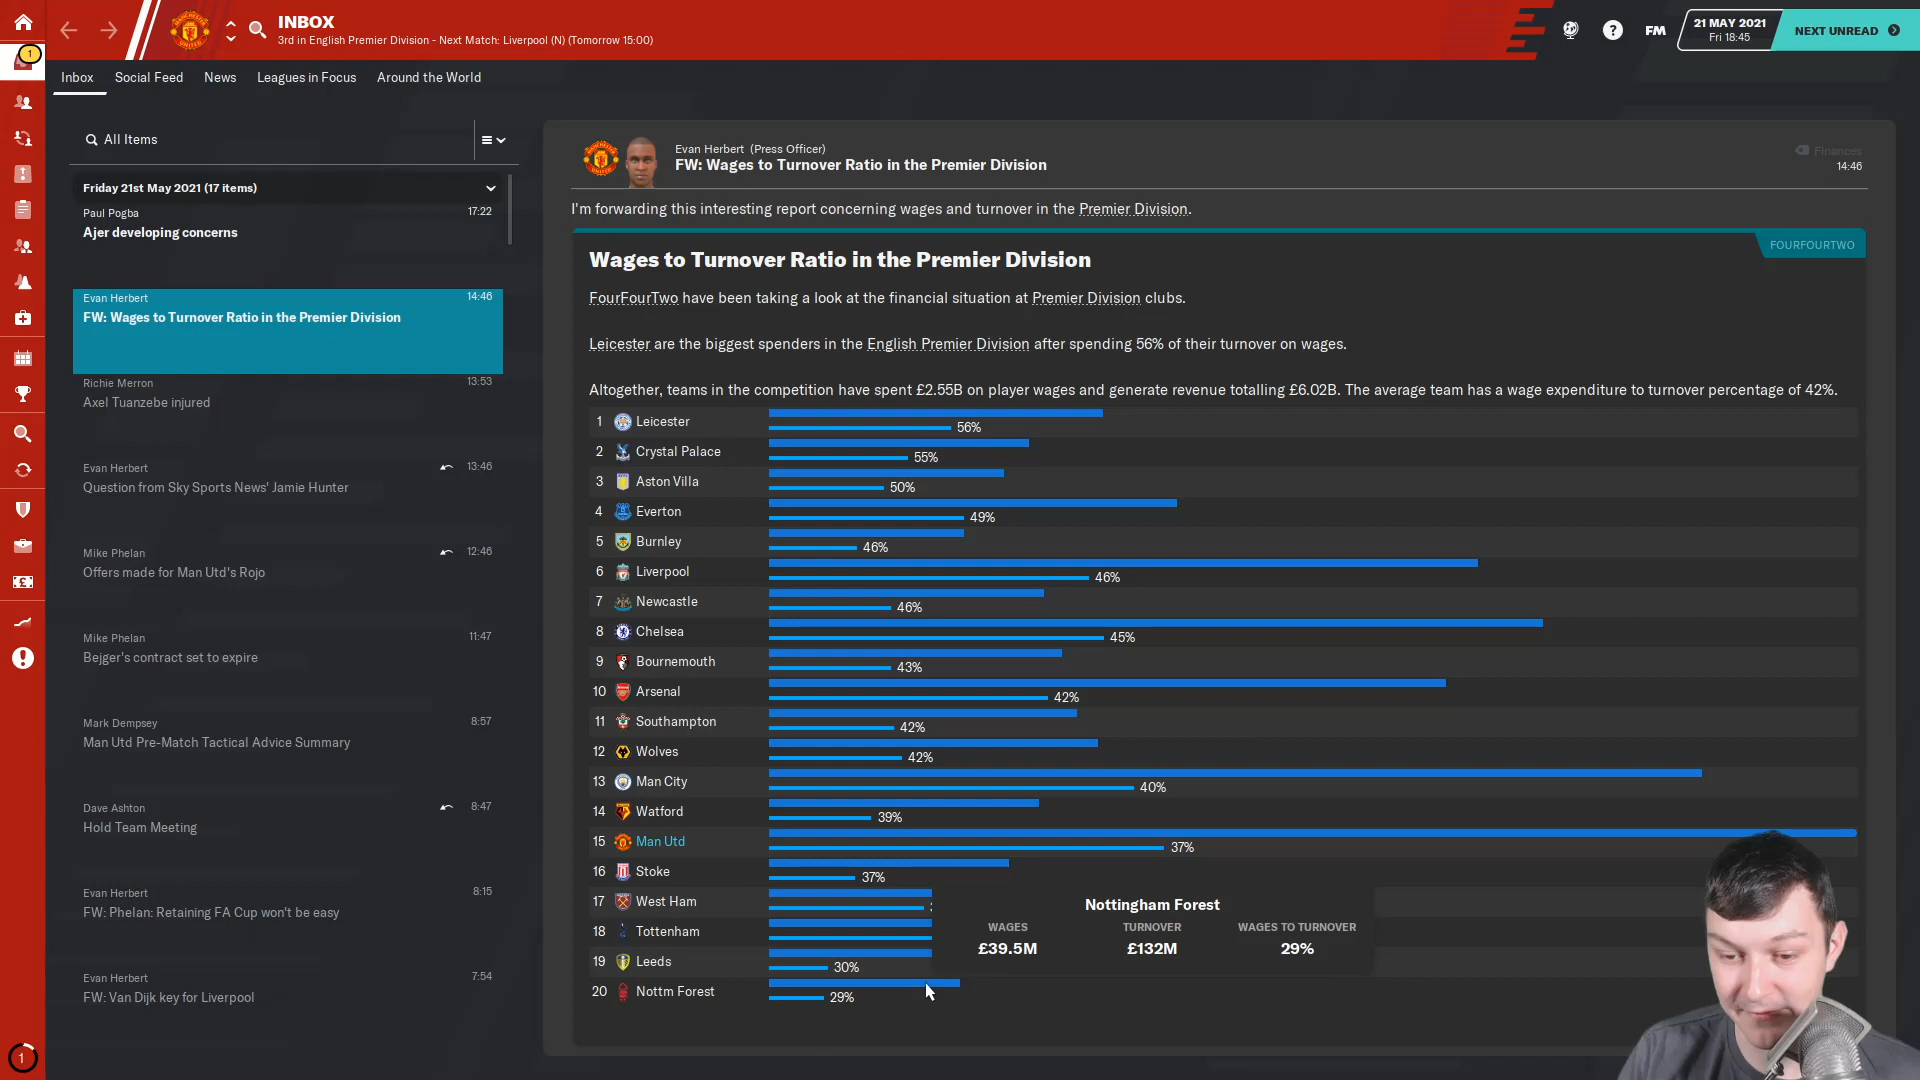 INBOX
3rd in English Premier Division - Next Match: Liverpool (N) (Tomorrow 15:00)
FM
21 MAY 2021
Fri 18:45
NEXT UNREAD
1
Inbox
Social Feed
News
Leagues in Focus
Around the World
All Items
Friday 21st May 2021 (17 items)
Paul Pogba 17:22
Ajer developing concerns
Evan Herbert 14:46
FW: Wages to Turnover Ratio in the Premier Division
Richie Merron 13:53
Axel Tuanzebe injured
Evan Herbert 13:46
Question from Sky Sports News' Jamie Hunter
Mike Phelan 12:46
Offers made for Man Utd's Rojo
Mike Phelan 11:47
Bejger's contract set to expire
Mark Dempsey 8:57
Man Utd Pre-Match Tactical Advice Summary
Dave Ashton 8:47
Hold Team Meeting
Evan Herbert 8:15
FW: Phelan: Retaining FA Cup won't be easy
Evan Herbert 7:54
FW: Van Dijk key for Liverpool
1
Evan Herbert (Press Officer)
FW: Wages to Turnover Ratio in the Premier Division
Finances
14:46
I'm forwarding this interesting report concerning wages and turnover in the Premier Division.
FOURFOURTWO
Wages to Turnover Ratio in the Premier Division
FourFourTwo have been taking a look at the financial situation at Premier Division clubs.
Leicester are the biggest spenders in the English Premier Division after spending 56% of their turnover on wages.
Altogether, teams in the competition have spent £2.55B on player wages and generate revenue totalling £6.02B. The average team has a wage expenditure to turnover percentage of 42%.
1 Leicester 56%
2 Crystal Palace 55%
3 Aston Villa 50%
4 Everton 49%
5 Burnley 46%
6 Liverpool 46%
7 Newcastle 46%
8 Chelsea 45%
9 Bournemouth 43%
10 Arsenal 42%
11 Southampton 42%
12 Wolves 42%
13 Man City 40%
14 Watford 39%
15 Man Utd 37%
16 Stoke 37%
17 West Ham
18 Tottenham
19 Leeds 30%
20 Nottm Forest 29%
Nottingham Forest
WAGES TURNOVER WAGES TO TURNOVER
£39.5M £132M 29%